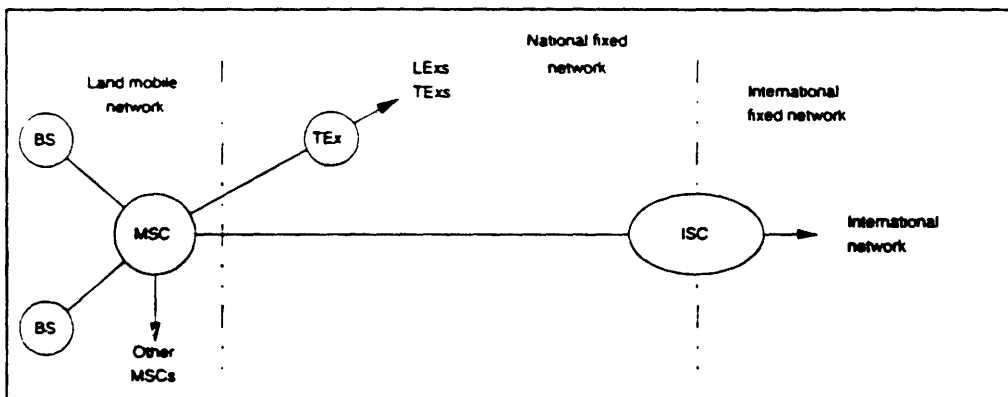 National fixed
network
LExs
TExs
Land mobile
network
International
fixed network
BS
TEx
MSC
ISC
International
network
BS
Other
MSCs